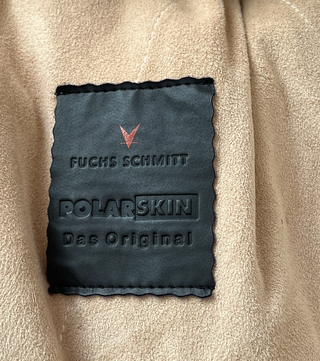 FUCHS SCHMITT
POLARSKIN
Das Original